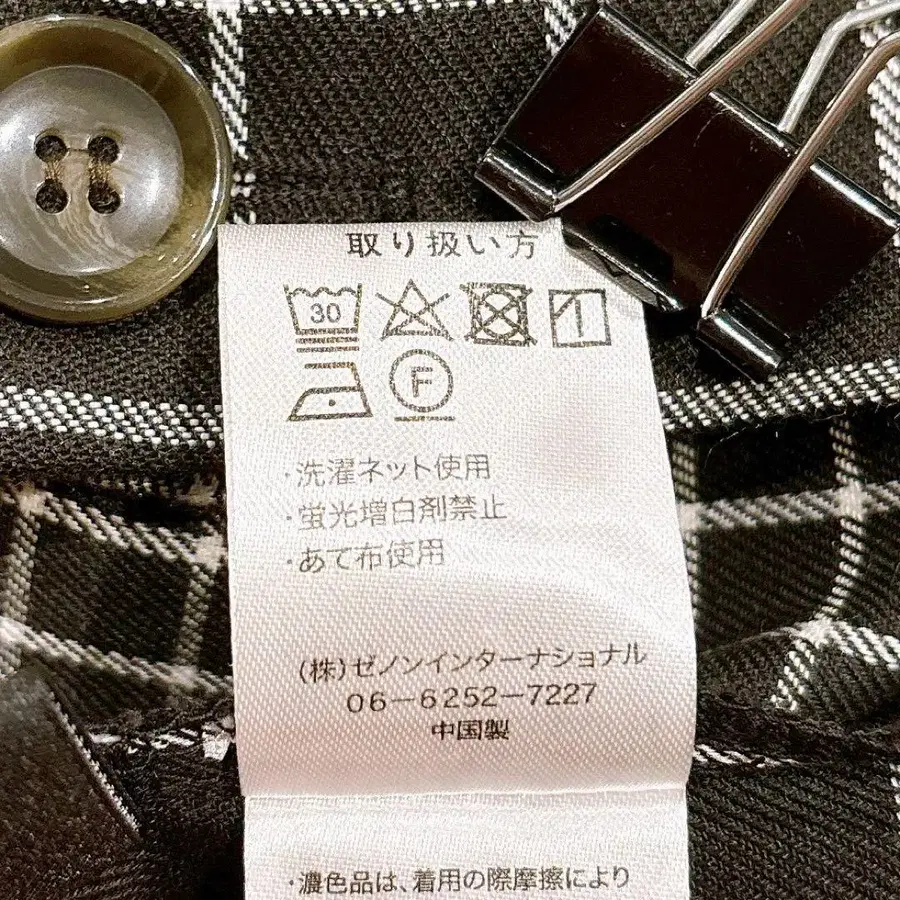 取り扱い方
30
F
・洗濯ネット使用
・蛍光増白剤禁止
・あて布使用
(株)ゼノンインターナショナル
06-6252-7227
中国製
・濃色品は、着用の際摩擦により